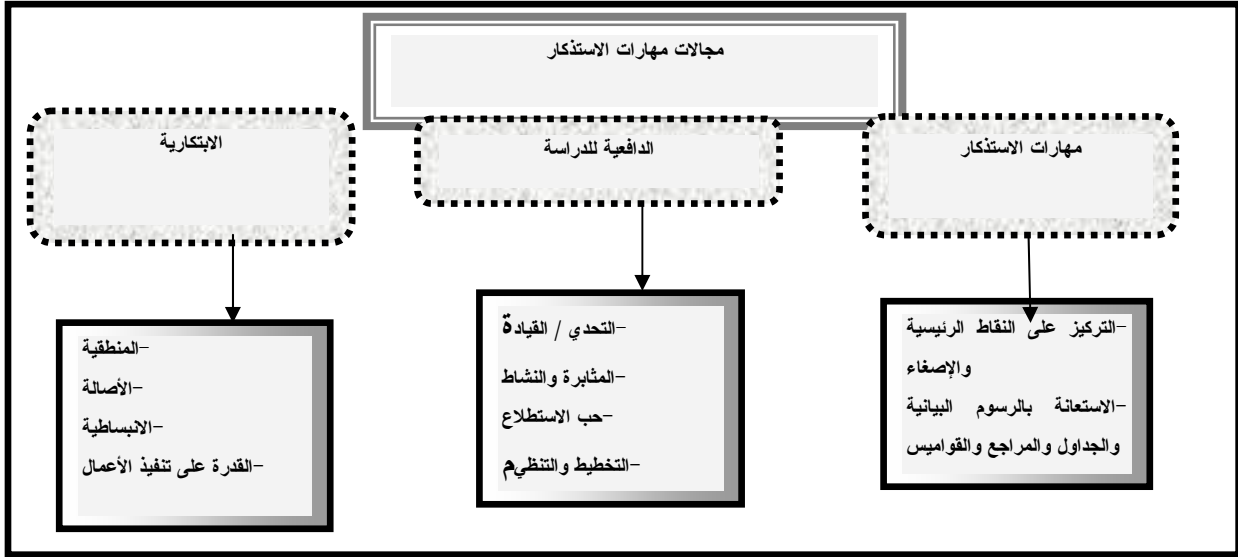 مجالات مهارات الاستذكار
مهارات الاستذكار
الدافعية للدراسة
الابتكارية
-التركيز على النقاط الرئيسية
والإصغاء
-الاستعانة بالرسوم البيانية
والجداول والمراجع والقواميس
-التحدي / القيادة
-المثابرة والنشاط
-حب الاستطلاع
-التخطيط والتنظيم
-المنطقية
-الأصالة
-الانبساطية
-القدرة على تنفيذ الأعمال